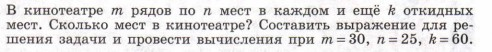 В кинотеатре m рядов по n мест в каждом и ещё k откидных
мест. Сколько мест в кинотеатре? Составить выражение для ре-
шения задачи и провести вычисления при m=30, n=25, k=60.